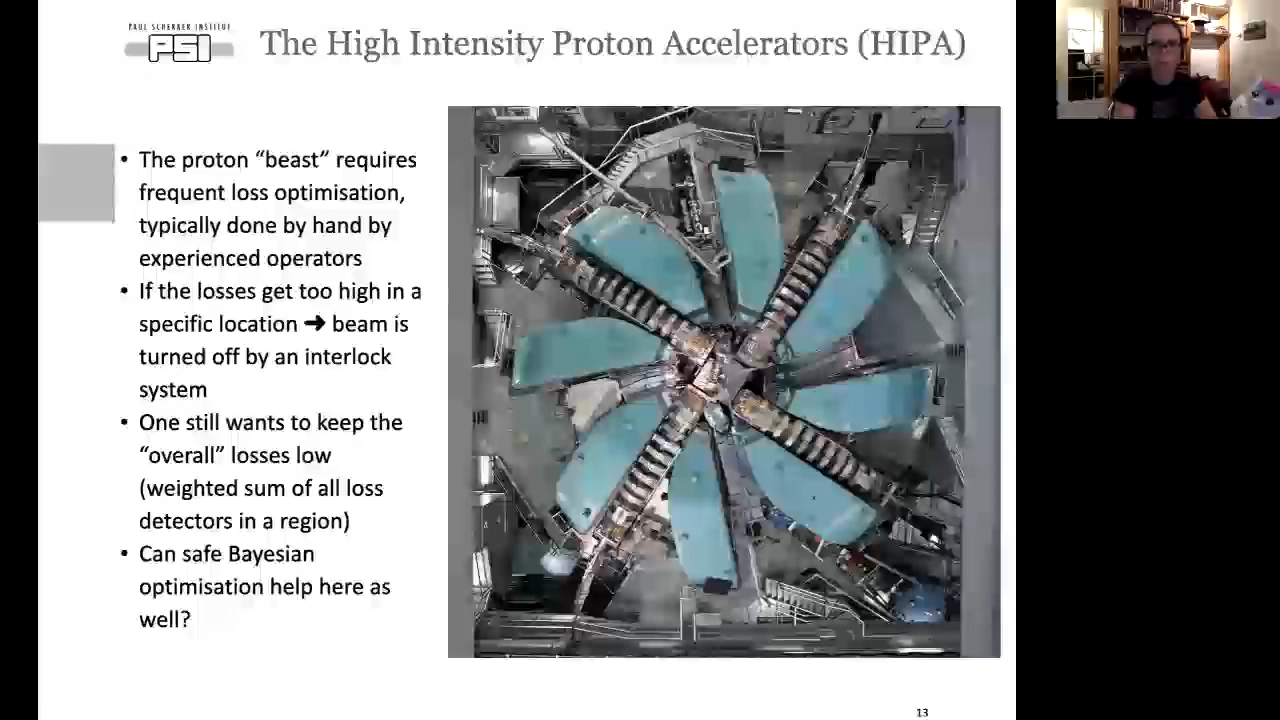 PAUL SCHERRER INSTITUT
PSI
The High Intensity Proton Accelerators (HIPA)
• The proton “beast” requires
frequent loss optimisation,
typically done by hand by
experienced operators
• If the losses get too high in a
specific location ➜ beam is
turned off by an interlock
system
• One still wants to keep the
“overall” losses low
(weighted sum of all loss
detectors in a region)
• Can safe Bayesian
optimisation help here as
well?
13